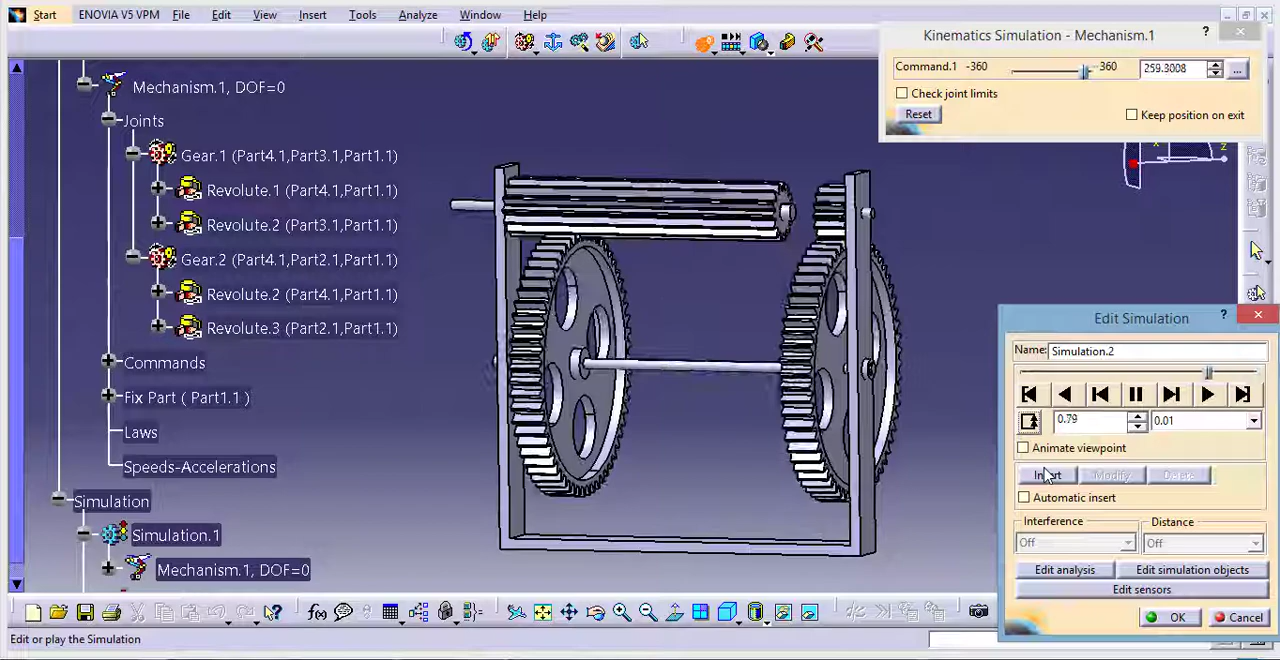 Start ENOVIA V5 VPM File Edit View Insert Tools Analyze Window Help
Kinematics Simulation - Mechanism.1 ?
Command.1 -360 360 259.3008 ...
Check joint limits
Reset Keep position on exit
Mechanism.1, DOF=0
Joints
Gear.1 (Part4.1,Part3.1,Part1.1)
Revolute.1 (Part4.1,Part1.1)
Revolute.2 (Part3.1,Part1.1)
Gear.2 (Part4.1,Part2.1,Part1.1)
Revolute.2 (Part4.1,Part1.1)
Revolute.3 (Part2.1,Part1.1)
Commands
Fix Part ( Part1.1 )
Laws
Speeds-Accelerations
Simulation
Simulation.1
Mechanism.1, DOF=0
z
Edit Simulation ?
Name: Simulation.2
0.79 0.01
Animate viewpoint
Insert Modify Delete
Automatic insert
Interference Distance
Off Off
Edit analysis Edit simulation objects
Edit sensors
OK Cancel
f(x)
Edit or play the Simulation